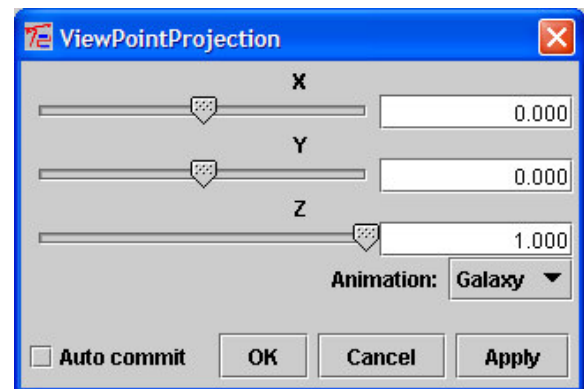 ViewPointProjection
X
0.000
Y
0.000
Z
1.000
Animation: Galaxy
Auto commit OK Cancel Apply